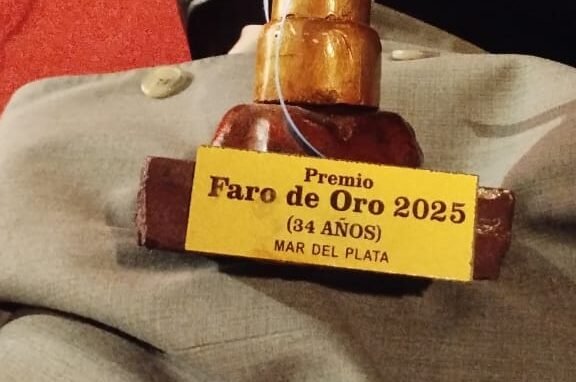 Premio
Faro de Oro 2025
(34 AÑOS)
MAR DEL PLATA